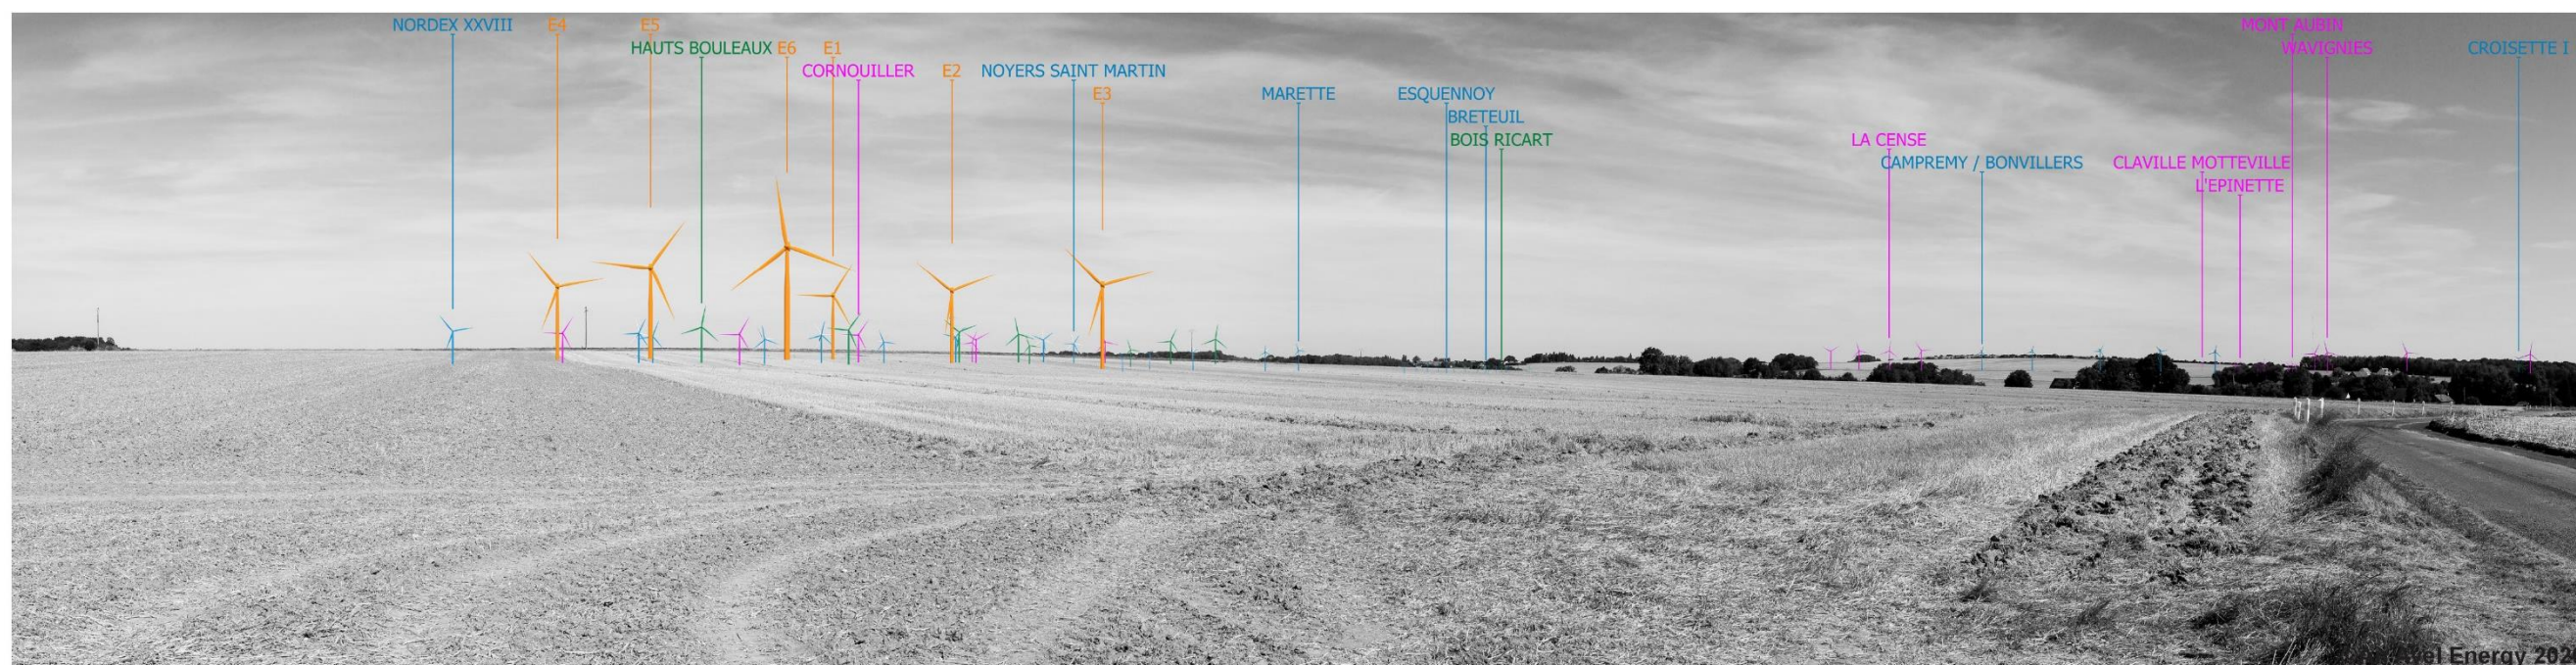 NORDEX XXVIII
E4
E5
MONT AUBIN
HAUTS BOULEAUX
E6
E1
WAVIGNIES
CROISETTE I
CORNOUILLER
E2
NOYERS SAINT MARTIN
E3
MARETTE
ESQUENNOY
BRETEUIL
BOIS RICART
LA CENSE
CAMPREMY / BONVILLERS
CLAVILLE MOTTEVILLE
L'EPINETTE
Energy